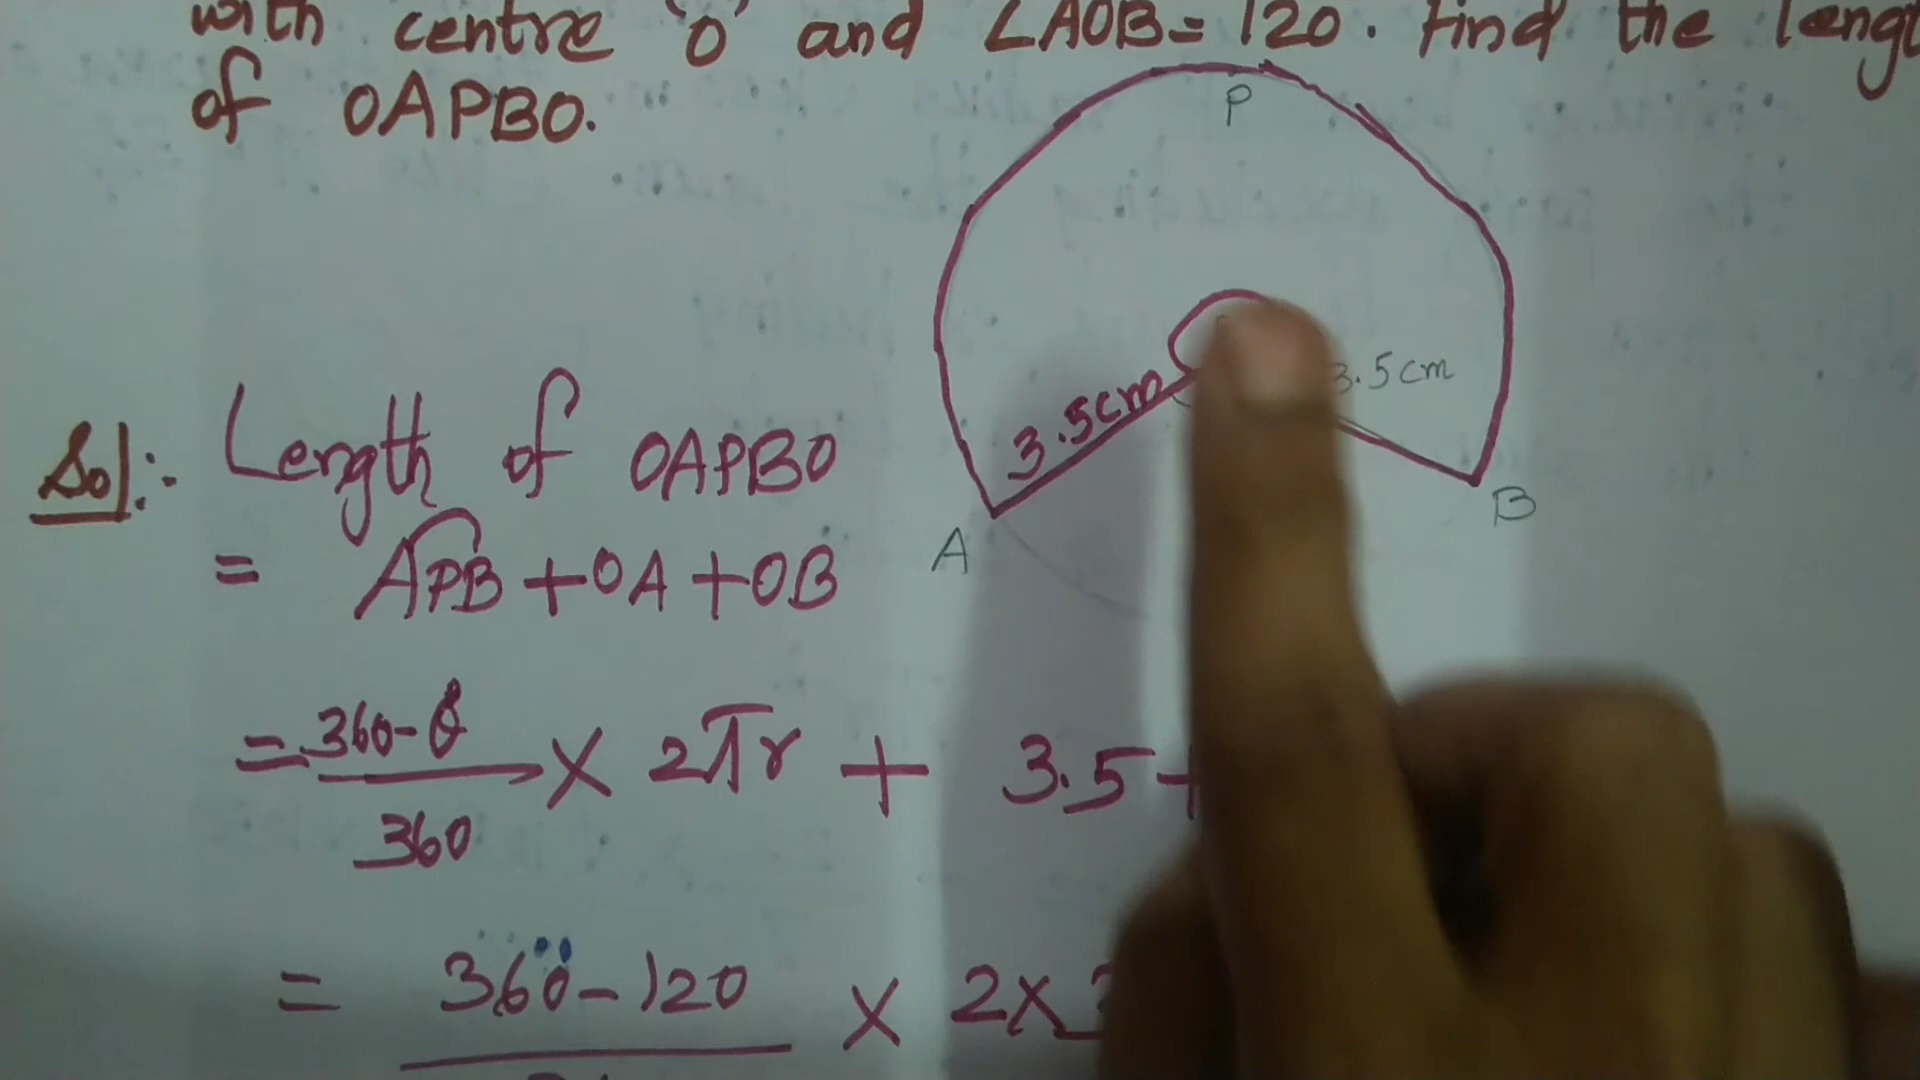 with centre 'O' and ∠AOB = 120. Find the lengt
of OAPBO.
P
3.5cm
3.5cm
A
B
Sol:-
Length of OAPBO
= APB + OA + OB
= 360-θ/360 × 2πr + 3.5 +
= 360-120
× 2×